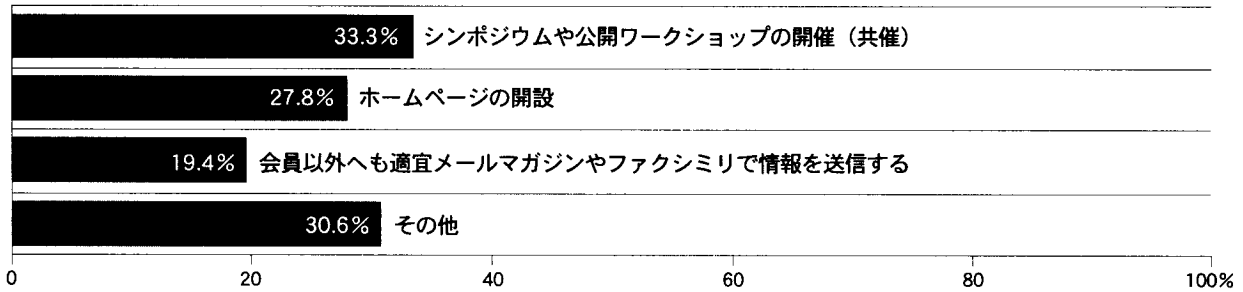 33.3% シンポジウムや公開ワークショップの開催（共催）
27.8% ホームページの開設
19.4% 会員以外へも適宜メールマガジンやファクシミリで情報を送信する
30.6% その他
0 20 40 60 80 100%